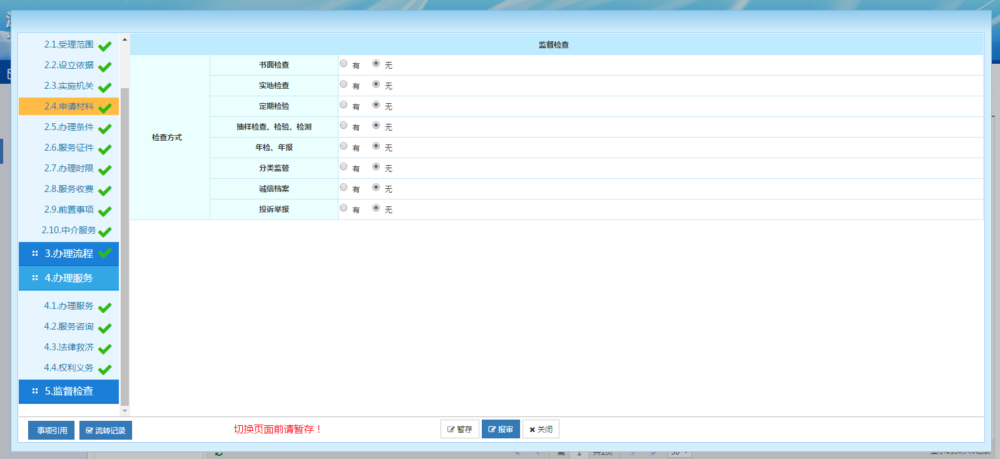 2.1.受理范围
2.2.设立依据
2.3.实施机关
2.4.申请材料
2.5.办理条件
2.6.服务证件
2.7.办理时限
2.8.服务收费
2.9.前置事项
2.10.中介服务
3.办理流程
4.办理服务
4.1.办理服务
4.2.服务咨询
4.3.法律救济
4.4.权利义务
5.监督检查
监督检查
检查方式
书面检查 有 无
实地检查 有 无
定期检验 有 无
抽样检查、检验、检测 有 无
年检、年报 有 无
分类监管 有 无
诚信档案 有 无
投诉举报 有 无
事项引用 流转记录 切换页面前请暂存！ 暂存 报审 关闭